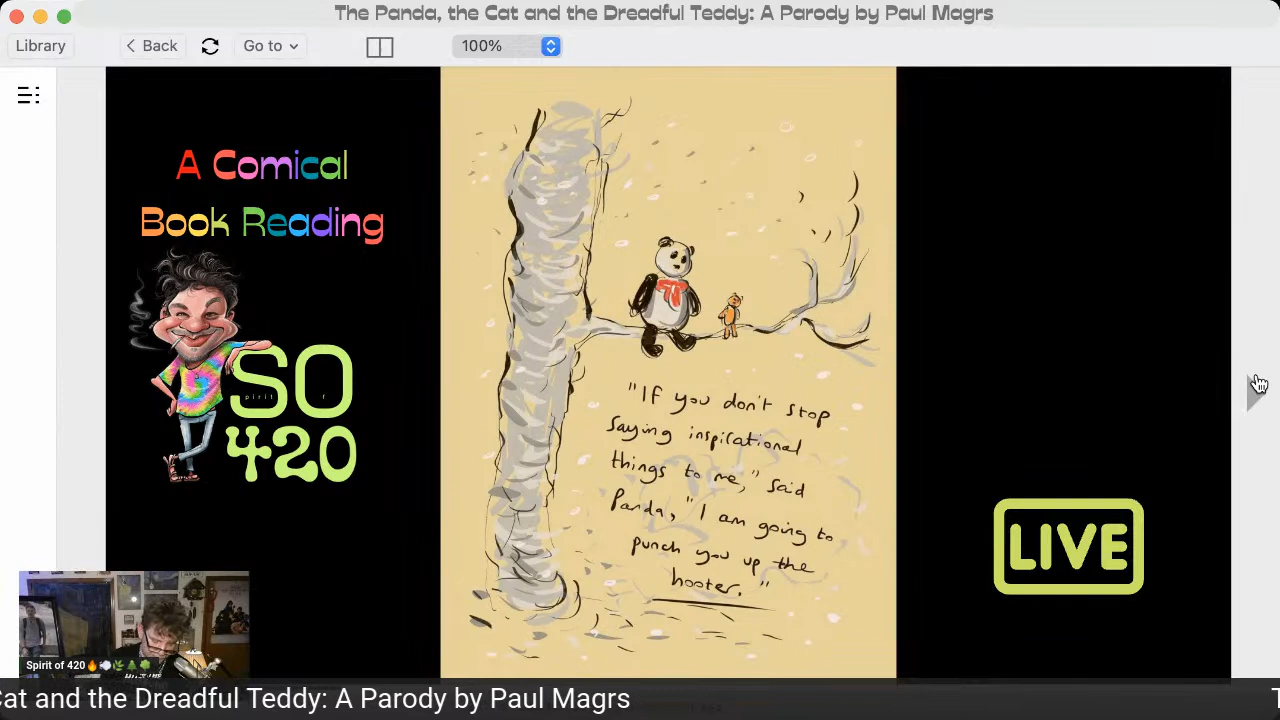 The Panda, the Cat and the Dreadful Teddy: A Parody by Paul Magrs
Library
Back
Go to
100%
A Comical
Book Reading
SO
pirit f
420
"If you don't stop
saying inspirational
things to me," said
Panda, "I am going to
punch you up the
hooter."
LIVE
Spirit of 420🔥💨🌿🌲🍀
Cat and the Dreadful Teddy: A Parody by Paul Magrs
T